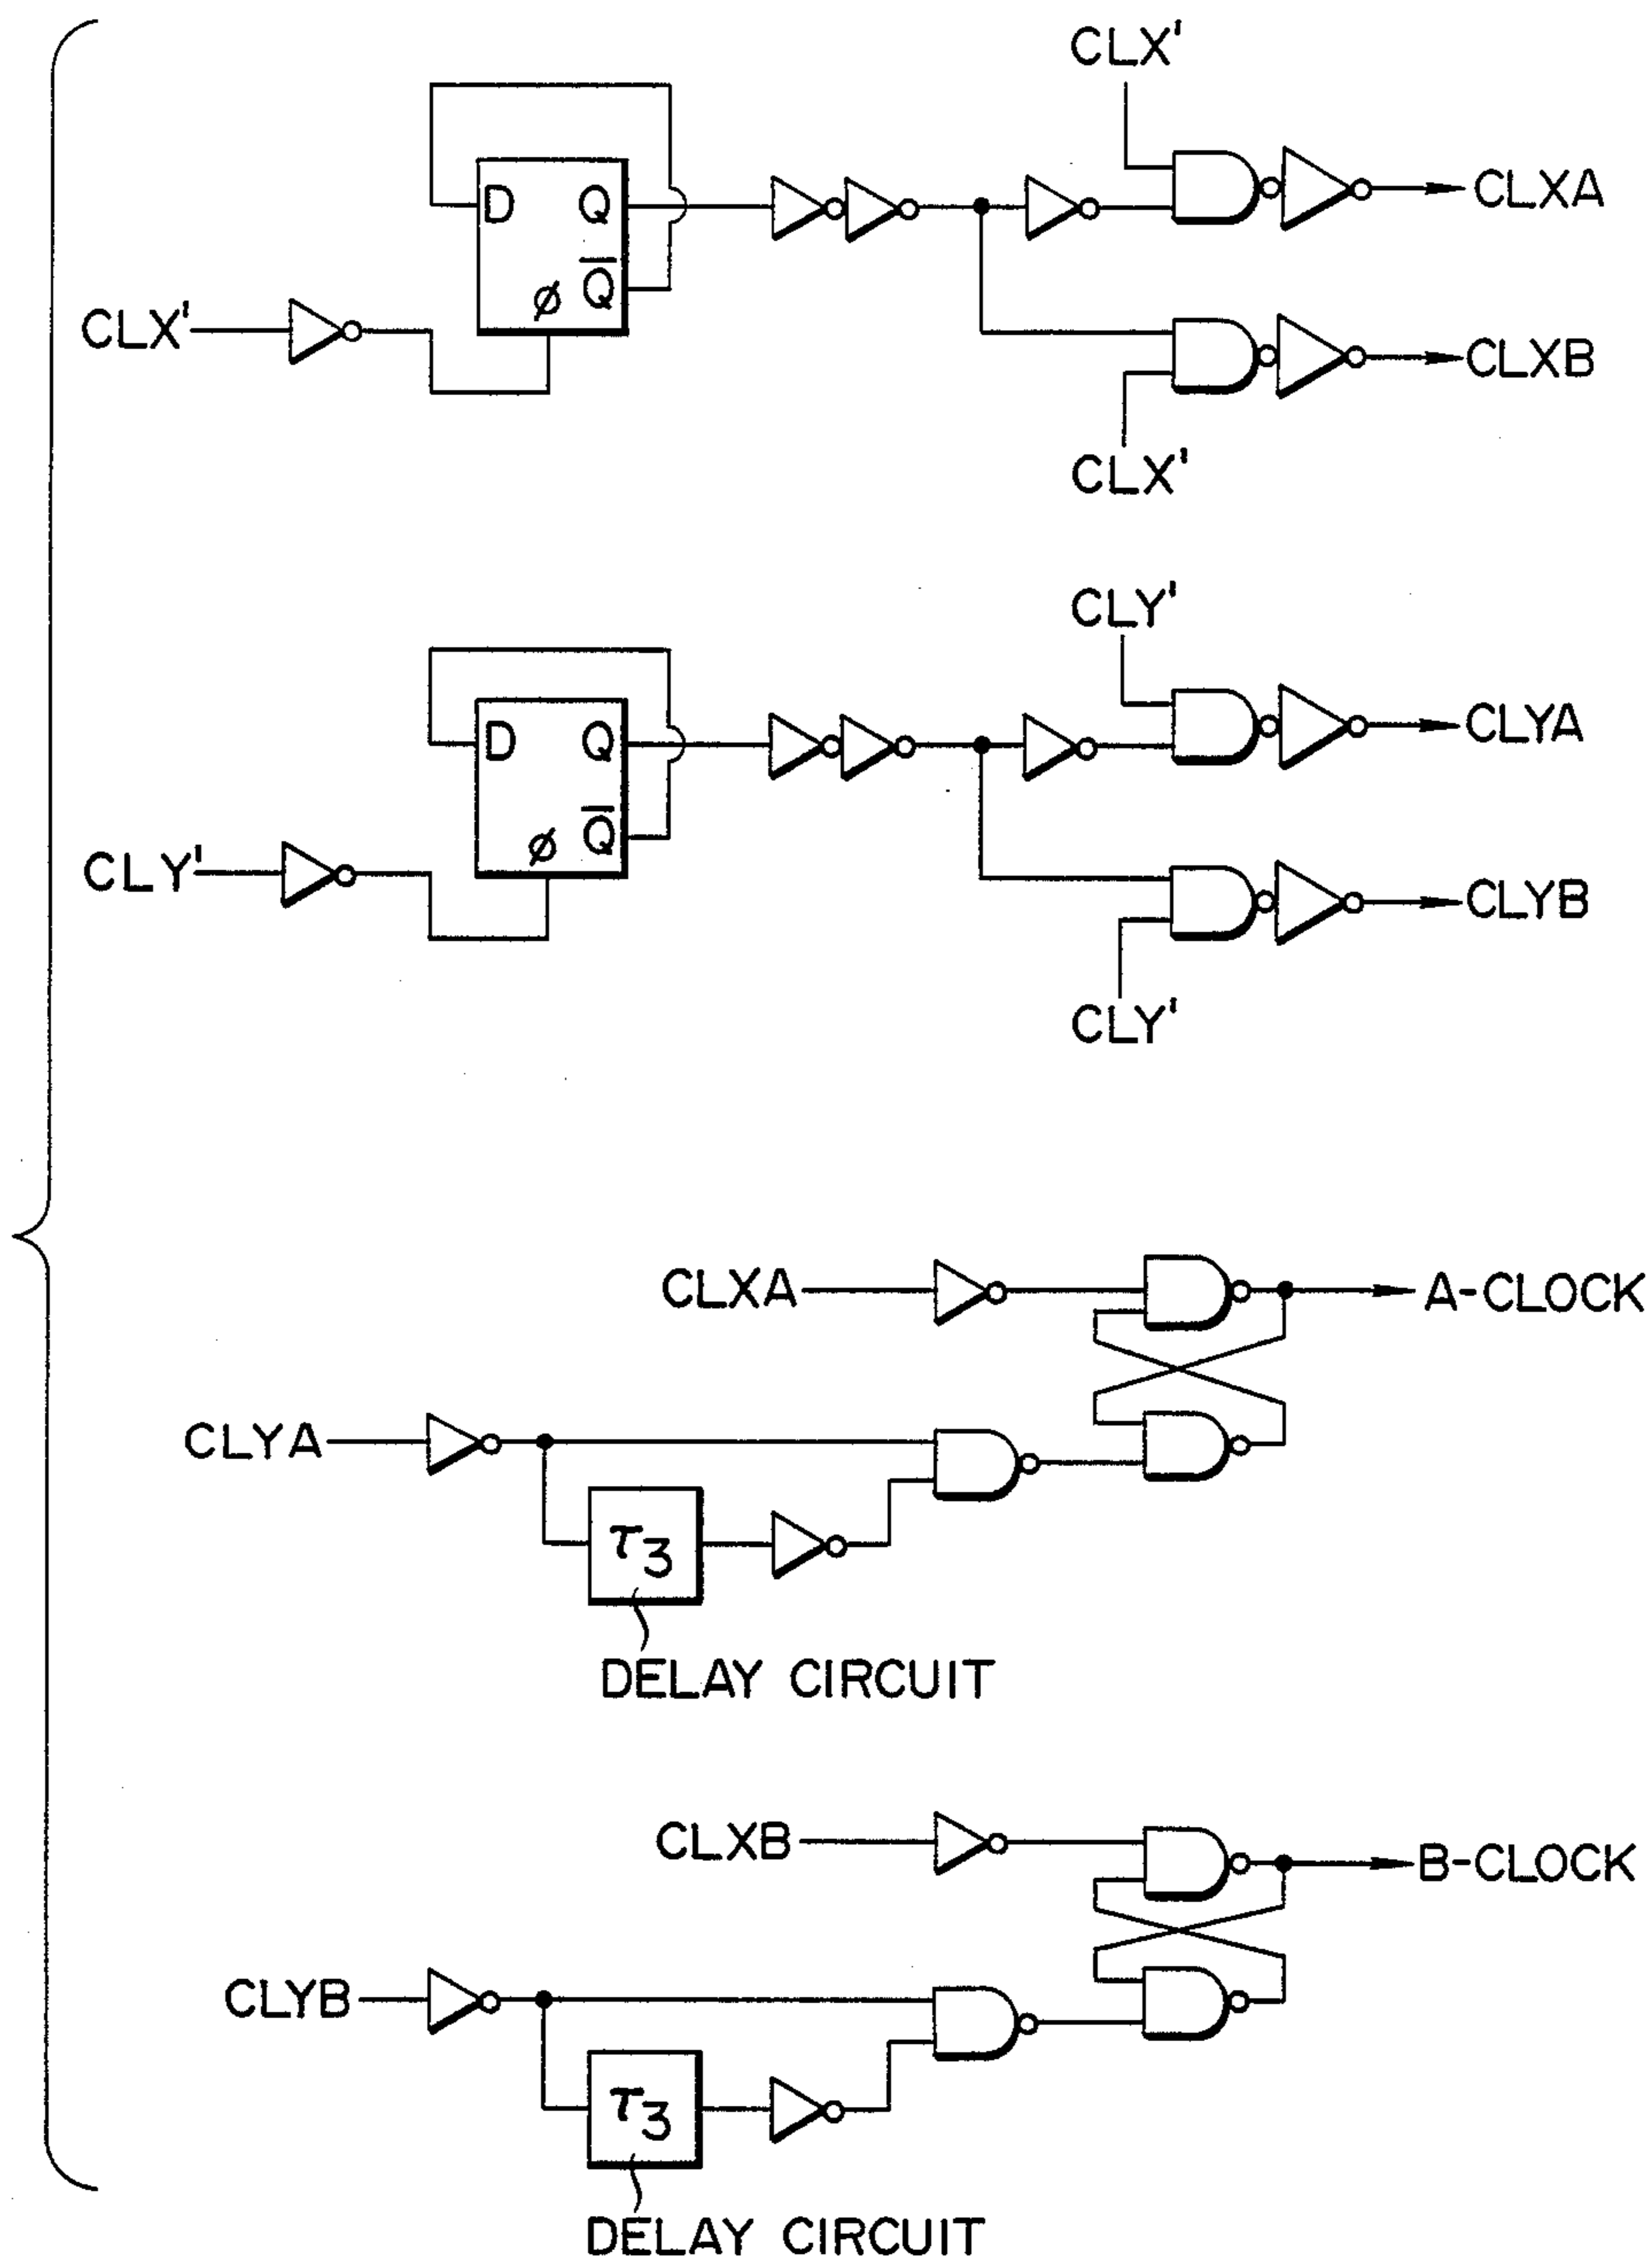 CLX'
D Q
Q̅
CLXA
φ
CLX'
CLXB
CLX'
CLY'
D Q
CLYA
Q̅
φ
CLY'
CLYB
CLY'
CLXA
A-CLOCK
CLYA
τ3
DELAY CIRCUIT
CLXB
B-CLOCK
CLYB
τ3
DELAY CIRCUIT